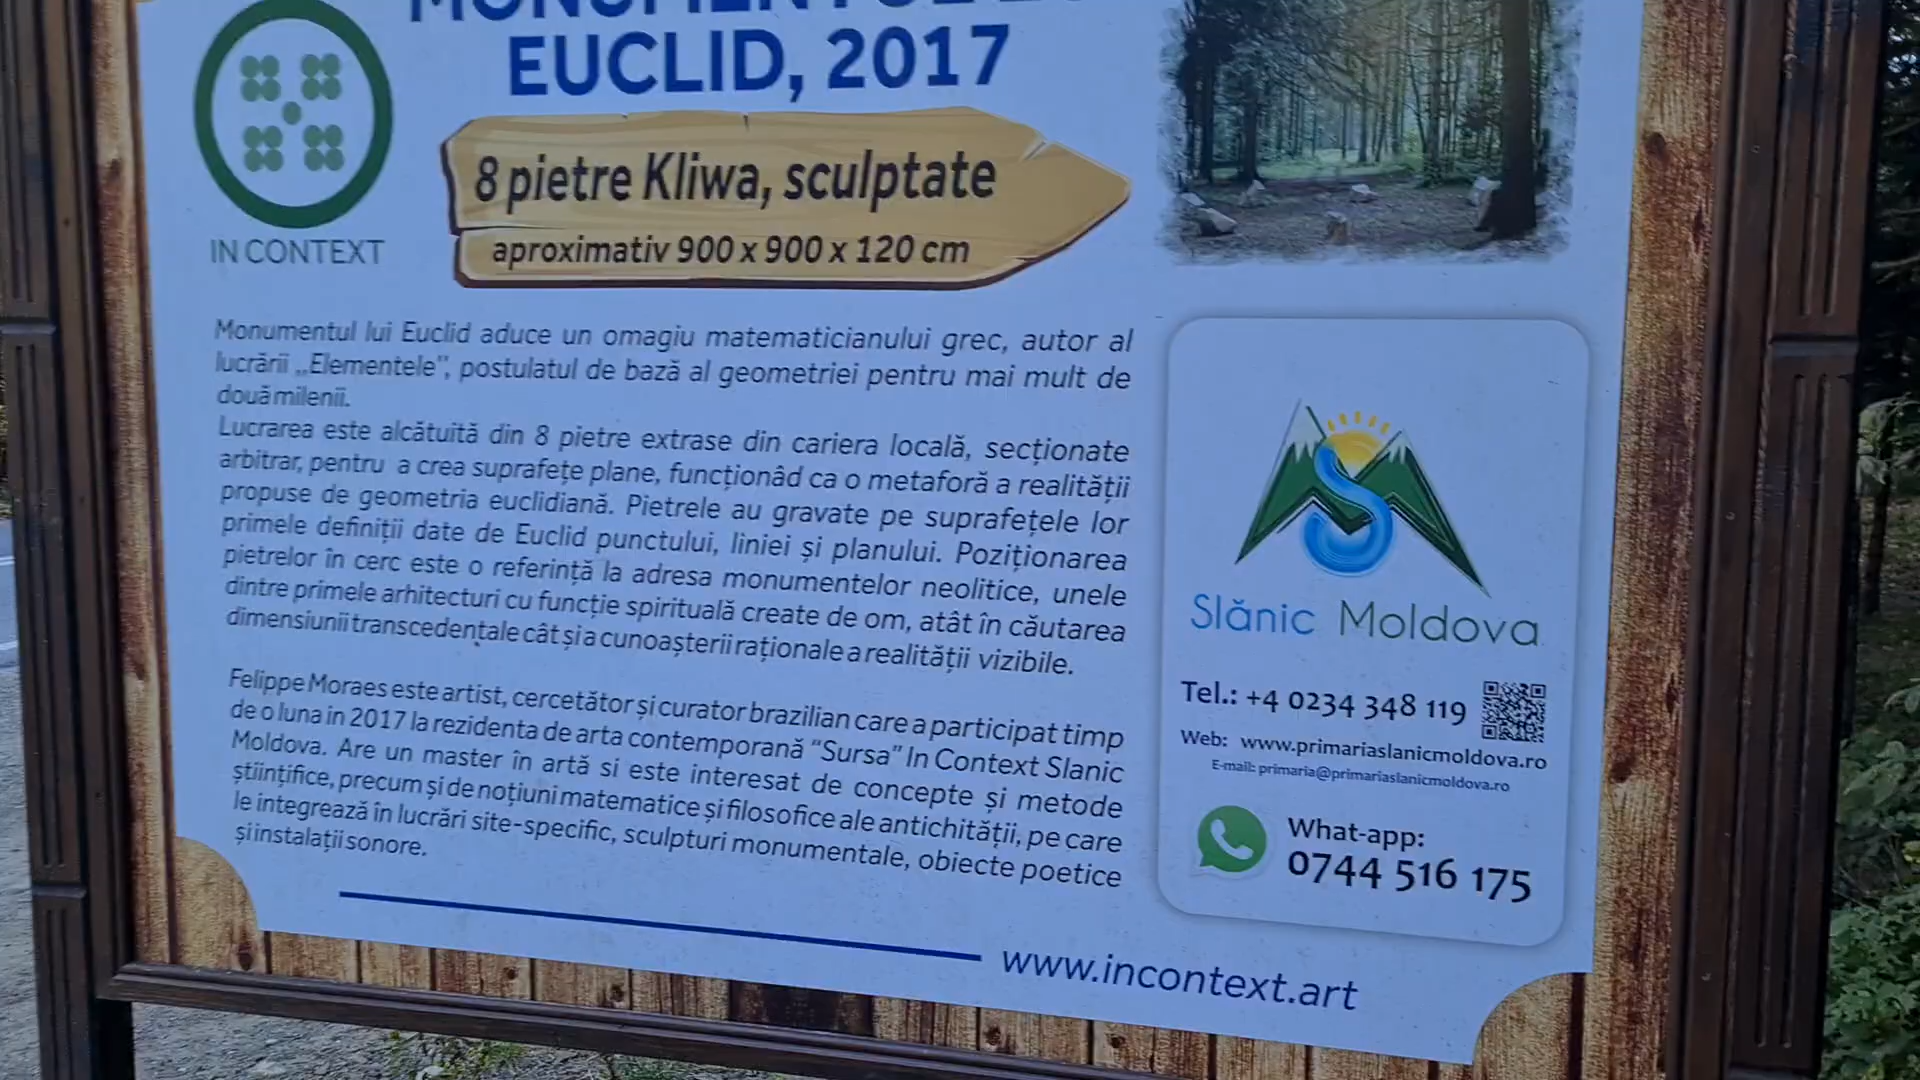 EUCLID, 2017
8 pietre Kliwa, sculptate
aproximativ 900 x 900 x 120 cm
IN CONTEXT
Monumentul lui Euclid aduce un omagiu matematicianului grec, autor al
lucrării „Elementele", postulatul de bază al geometriei pentru mai mult de
două milenii.
Lucrarea este alcătuită din 8 pietre extrase din cariera locală, secționate
arbitrar, pentru a crea suprafețe plane, funcționâd ca o metaforă a realității
propuse de geometria euclidiană. Pietrele au gravate pe suprafețele lor
primele definiții date de Euclid punctului, liniei și planului. Poziționarea
pietrelor în cerc este o referință la adresa monumentelor neolitice, unele
dintre primele arhitecturi cu funcție spirituală create de om, atât în căutarea
dimensiunii transcedențale cât și a cunoașterii raționale a realității vizibile.
Felippe Moraes este artist, cercetător și curator brazilian care a participat timp
de o luna in 2017 la rezidenta de arta contemporană "Sursa" In Context Slanic
Moldova. Are un master în artă si este interesat de concepte și metode
științifice, precum și de noțiuni matematice și filosofice ale antichității, pe care
le integrează în lucrări site-specific, sculpturi monumentale, obiecte poetice
și instalații sonore.
Slănic Moldova
Tel.: +4 0234 348 119
Web: www.primariaslanicmoldova.ro
E-mail: primaria@primariaslanicmoldova.ro
What-app:
0744 516 175
www.incontext.art